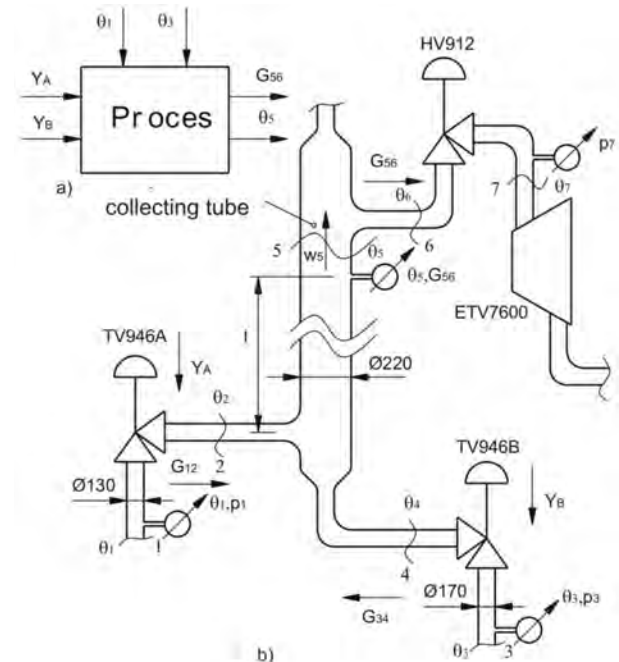 θ1
θ3
YA
YB
Proces
G56
θ5
a)
HV912
G56
θ6
p7
7
θ7
collecting tube
5
w5
θ5
6
θ5,G56
ETV7600
TV946A
YA
l
Ø220
θ2
2
G12
TV946B
Ø130
θ1,p1
θ1
1
θ4
4
YB
G34
Ø170
θ3,p3
θ3
3
b)